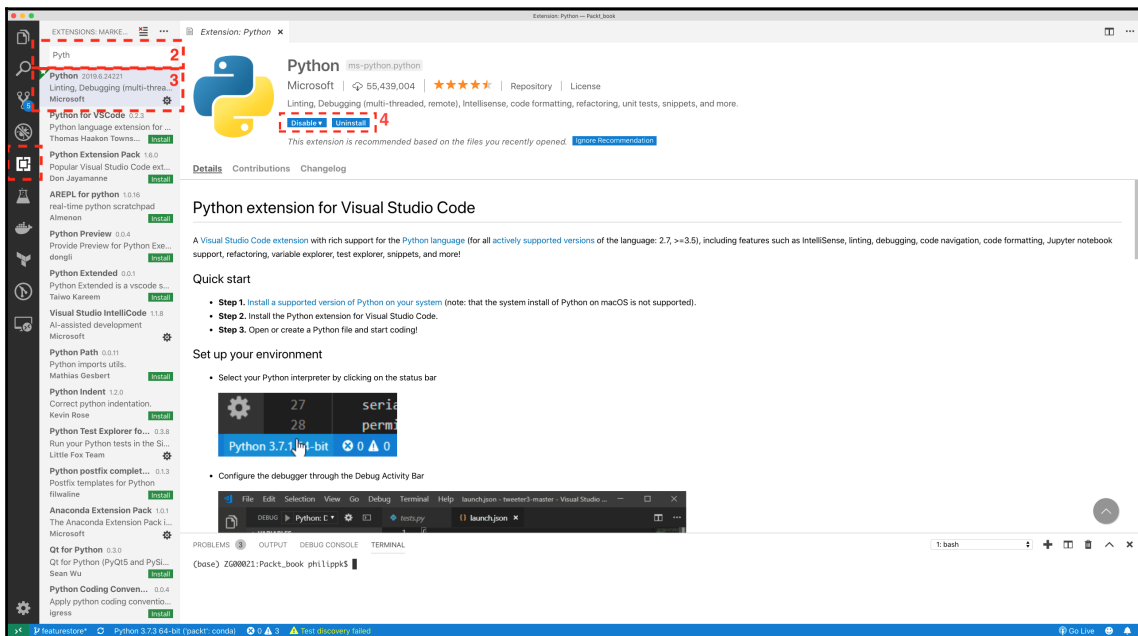 Extension: Python — Packt_book
EXTENSIONS: MARKE...
Extension: Python ×
Pyth
2
Python 2019.6.24221
3
Linting, Debugging (multi-threa...
Microsoft
Python for VSCode 0.2.3
Python language extension for ...
Thomas Haakon Towns... Install
Python Extension Pack 1.6.0
Popular Visual Studio Code ext...
Don Jayamanne Install
AREPL for python 1.0.16
real-time python scratchpad
Almenon Install
Python Preview 0.0.4
Provide Preview for Python Exe...
dongli Install
Python Extended 0.0.1
Python Extended is a vscode s...
Taiwo Kareem Install
Visual Studio IntelliCode 1.1.8
AI-assisted development
Microsoft
Python Path 0.0.11
Python imports utils.
Mathias Gesbert Install
Python Indent 1.2.0
Correct python indentation.
Kevin Rose Install
Python Test Explorer fo... 0.3.8
Run your Python tests in the Si...
Little Fox Team
Python postfix complet... 0.1.3
Postfix templates for Python
filwaline Install
Anaconda Extension Pack 1.0.1
The Anaconda Extension Pack i...
Microsoft
Qt for Python 0.3.0
Qt for Python (PyQt5 and PySi...
Sean Wu Install
Python Coding Conven... 0.0.4
Apply python coding conventio...
igress Install
5
Python ms-python.python
Microsoft 55,439,004 Repository License
Linting, Debugging (multi-threaded, remote), Intellisense, code formatting, refactoring, unit tests, snippets, and more.
Disable Uninstall 4
This extension is recommended based on the files you recently opened. Ignore Recommendation
Details Contributions Changelog
Python extension for Visual Studio Code
A Visual Studio Code extension with rich support for the Python language (for all actively supported versions of the language: 2.7, >=3.5), including features such as IntelliSense, linting, debugging, code navigation, code formatting, Jupyter notebook
support, refactoring, variable explorer, test explorer, snippets, and more!
Quick start
• Step 1. Install a supported version of Python on your system (note: that the system install of Python on macOS is not supported).
• Step 2. Install the Python extension for Visual Studio Code.
• Step 3. Open or create a Python file and start coding!
Set up your environment
• Select your Python interpreter by clicking on the status bar
27 seria
28 permi
Python 3.7.1 -bit 0 0
• Configure the debugger through the Debug Activity Bar
File Edit Selection View Go Debug Terminal Help launch.json - tweeter3-master - Visual Studio ...
DEBUG Python: C tests.py {} launch.json ×
PROBLEMS 3 OUTPUT DEBUG CONSOLE TERMINAL 1: bash
(base) ZG00021:Packt_book philippk$
featurestore* Python 3.7.3 64-bit ('packt': conda) 0 3 Test discovery failed Go Live